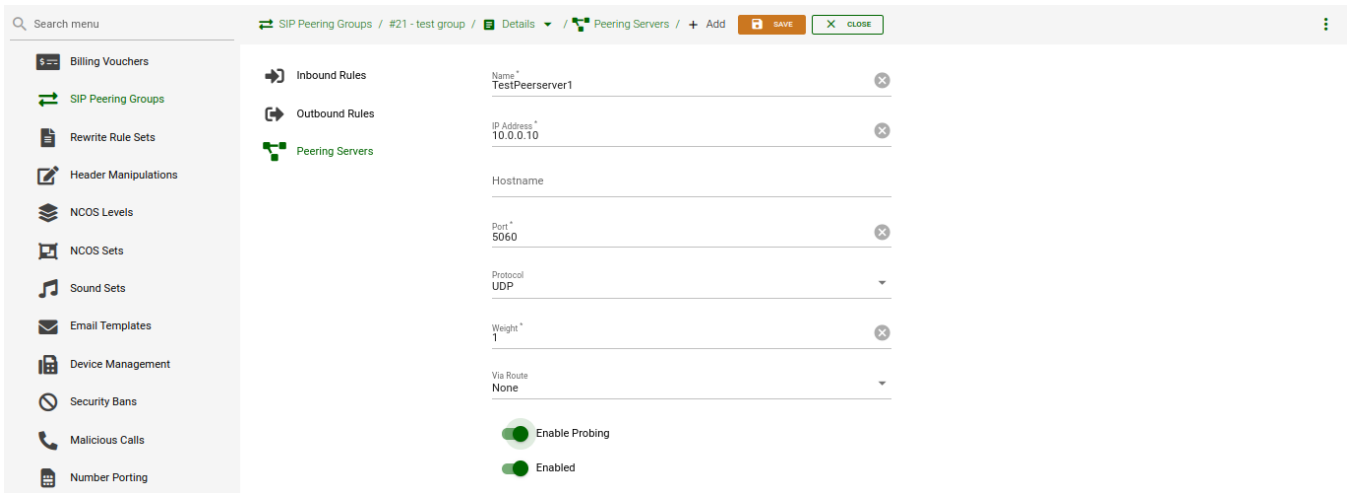 Search menu
SIP Peering Groups / #21 - test group / Details / Peering Servers / + Add SAVE X CLOSE
Billing Vouchers
SIP Peering Groups
Rewrite Rule Sets
Header Manipulations
NCOS Levels
NCOS Sets
Sound Sets
Email Templates
Device Management
Security Bans
Malicious Calls
Number Porting
Inbound Rules
Outbound Rules
Peering Servers
Name *
TestPeerserver1
IP Address *
10.0.0.10
Hostname
Port *
5060
Protocol
UDP
Weight *
1
Via Route
None
Enable Probing
Enabled